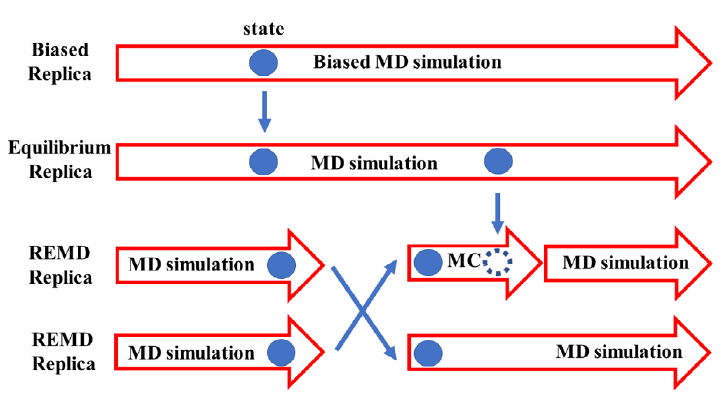 state
Biased
Replica
Biased MD simulation
Equilibrium
Replica
MD simulation
REMD
Replica
MD simulation
MC
MD simulation
REMD
Replica
MD simulation
MD simulation